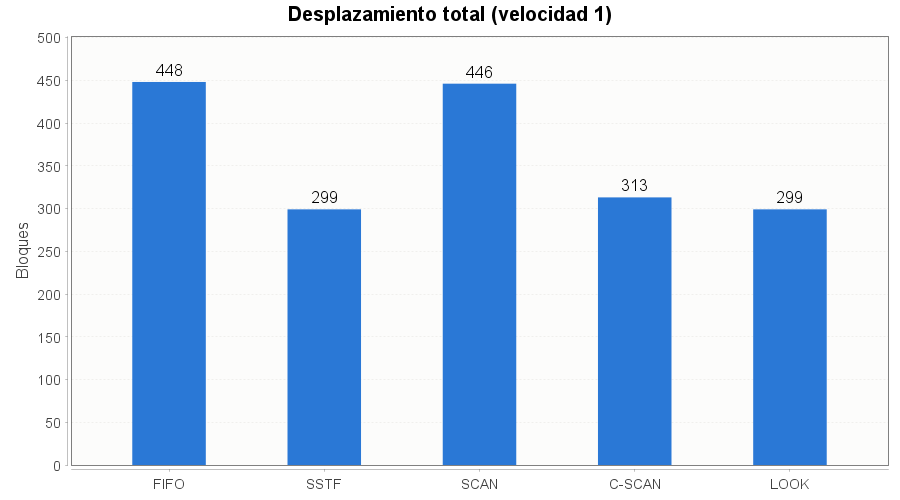 Desplazamiento total (velocidad 1)
Bloques
500
450
400
350
300
250
200
150
100
50
0
448
299
446
313
299
FIFO
SSTF
SCAN
C-SCAN
LOOK